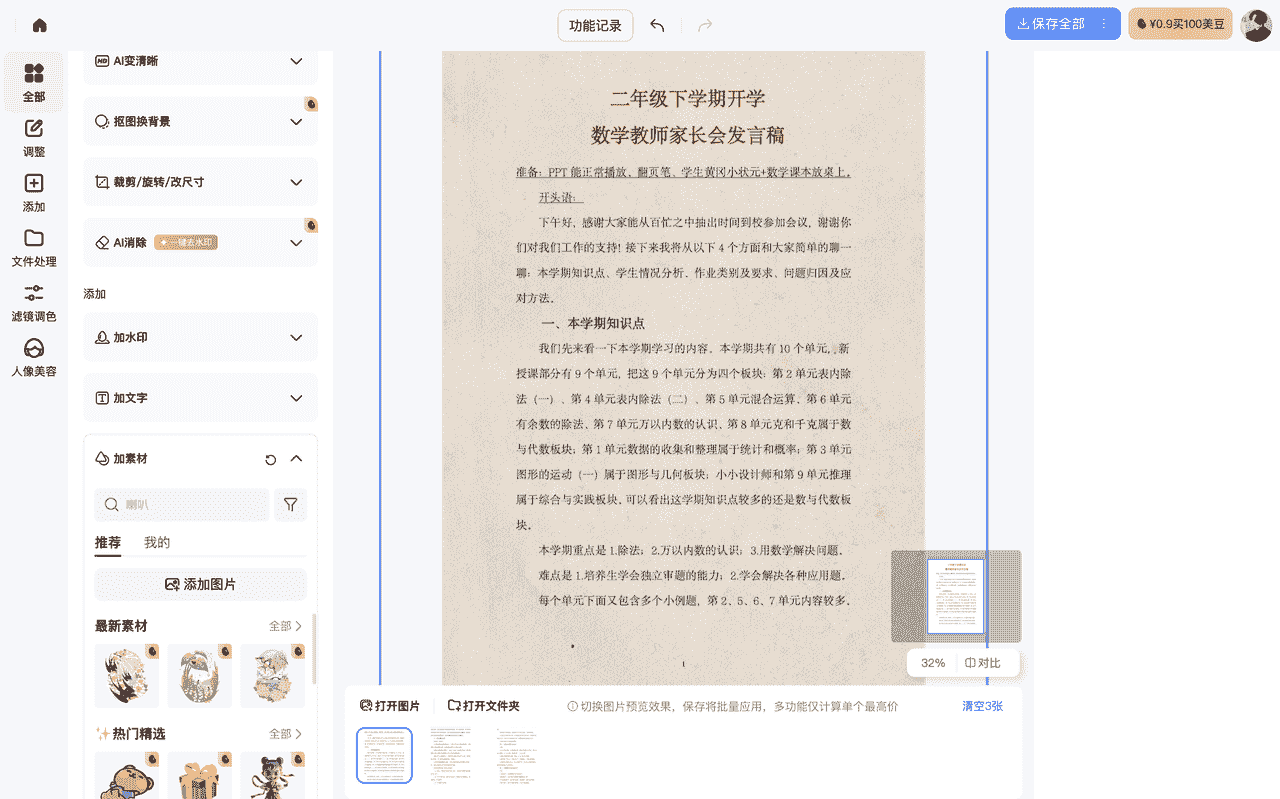 功能记录
保存全部
¥0.9买100美豆
全部
调整
添加
文件处理
滤镜调色
人像美容
HD AI变清晰
抠图换背景
裁剪/旋转/改尺寸
AI消除 一键去水印
添加
加水印
T 加文字
加素材
喇叭
推荐 我的
添加图片
最新素材 全部
热门精选 全部
二年级下学期开学
数学教师家长会发言稿
准备：PPT能正常播放、翻页笔、学生黄冈小状元+数学课本放桌上。
开头语：
下午好，感谢大家能从百忙之中抽出时间到校参加会议，谢谢你
们对我们工作的支持! 接下来我将从以下 4 个方面和大家简单的聊一
聊：本学期知识点、学生情况分析、作业类别及要求、问题归因及应
对方法。
一、本学期知识点
我们先来看一下本学期学习的内容。本学期共有 10 个单元，新
授课部分有 9 个单元，把这 9 个单元分为四个板块：第 2 单元表内除
法（一）、第 4 单元表内除法（二）、第 5 单元混合运算、第 6 单元
有余数的除法、第 7 单元万以内数的认识、第 8 单元克和千克属于数
与代数板块；第 1 单元数据的收集和整理属于统计和概率；第 3 单元
图形的运动（一）属于图形与几何板块；小小设计师和第 9 单元推理
属于综合与实践板块。可以看出这学期知识点较多的还是数与代数板
块。
本学期重点是 1.除法；2.万以内数的认识；3.用数学解决问题。
难点是 1.培养生学会独立审题的能力；2.学会解决各种应用题。
每个单元下面又包含多个小例题，第 2、5、6、7 单元内容较多。
1
32% 对比
打开图片 打开文件夹 切换图片预览效果，保存将批量应用，多功能仅计算单个最高价 清空3张